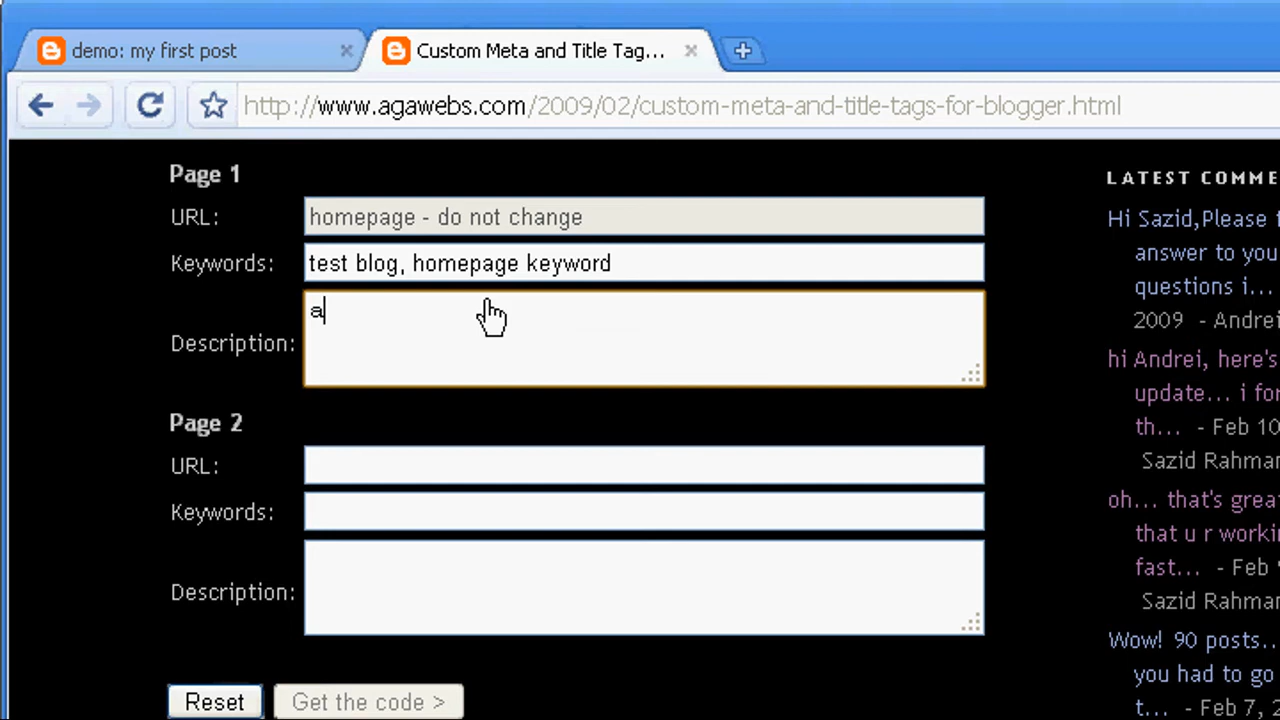 demo: my first post
Custom Meta and Title Tag...
http://www.agawebs.com/2009/02/custom-meta-and-title-tags-for-blogger.html
Page 1
URL: homepage - do not change
Keywords: test blog, homepage keyword
Description: a
Page 2
URL:
Keywords:
Description:
Reset Get the code >
LATEST COMME
Hi Sazid,Please i
answer to you
questions i...
2009 - Andrei
hi Andrei, here's
update... i for
th... - Feb 10
Sazid Rahman
oh... that's grea
that u r workin
fast... - Feb
Sazid Rahman
Wow! 90 posts..
you had to go
t... - Feb 7, 2